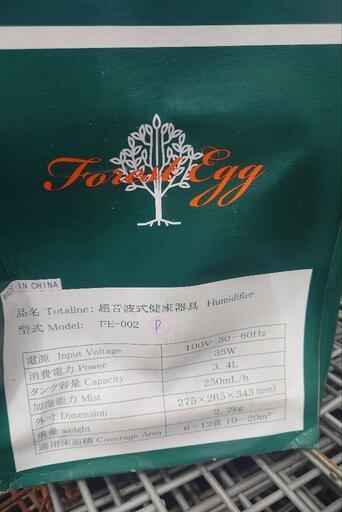 Forest Egg
MADE IN CHINA
品名 Totaline: 超音波式健康器具 Humidifier
型式 Model: FE-002 P
電源 Input Voltage 100V 50-60Hz
消費電力 Power 35W
タンク容量 Capacity 3.4L
加湿能力 Mist 250mL/h
外寸 Dimension 275×265×343(mm)
重量 weight 2.2kg
適用床面積 Coverage Area 6-12畳 10-20m²